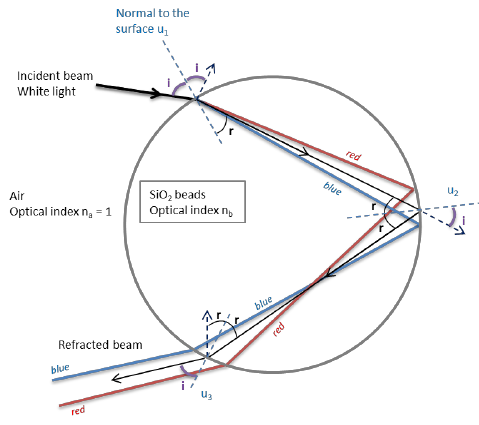 Normal to the
surface u1
i
i
Incident beam
White light
r
red
blue
Air
Optical index na = 1
SiO2 beads
Optical index nb
u2
r
r
i
blue
red
r
r
Refracted beam
blue
i
u3
red